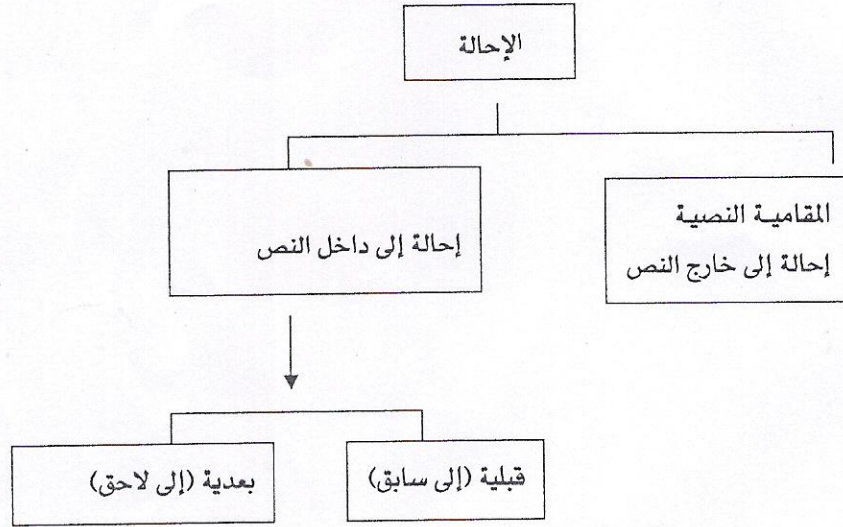 الإحالة
المقامية النصية
إحالة إلى خارج النص
إحالة إلى داخل النص
قبلية (إلى سابق)
بعدية (إلى لاحق)